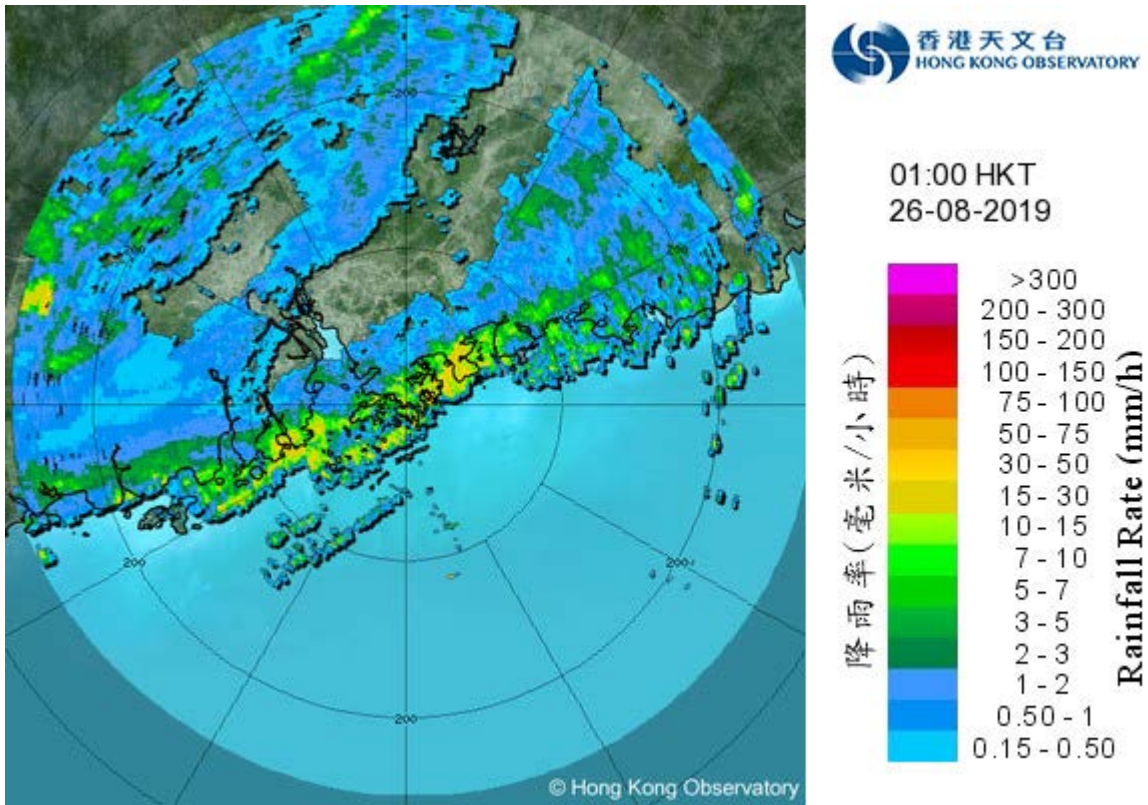 香港天文台
HONG KONG OBSERVATORY
01:00 HKT
26-08-2019
>300
200 - 300
150 - 200
100 - 150
75 - 100
50 - 75
30 - 50
15 - 30
10 - 15
7 - 10
5 - 7
3 - 5
2 - 3
1 - 2
0.50 - 1
0.15 - 0.50
降雨率(毫米/小時)
Rainfall Rate (mm/h)
200
200
200
200
200
200
© Hong Kong Observatory